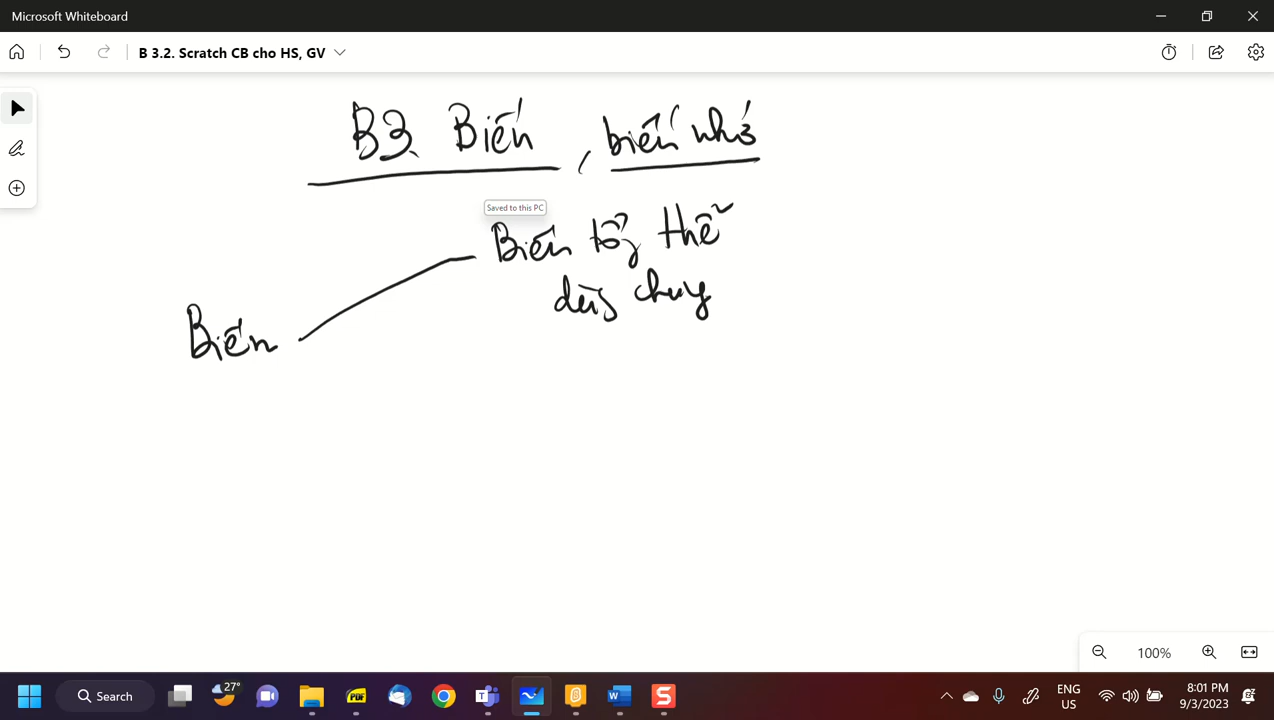 Microsoft Whiteboard
B 3.2. Scratch CB cho HS, GV
B3. Biến, biến nhớ
Saved to this PC
Biến tổng thể
dùng chung
Biến
100%
27°
Search
ENG
US
8:01 PM
9/3/2023